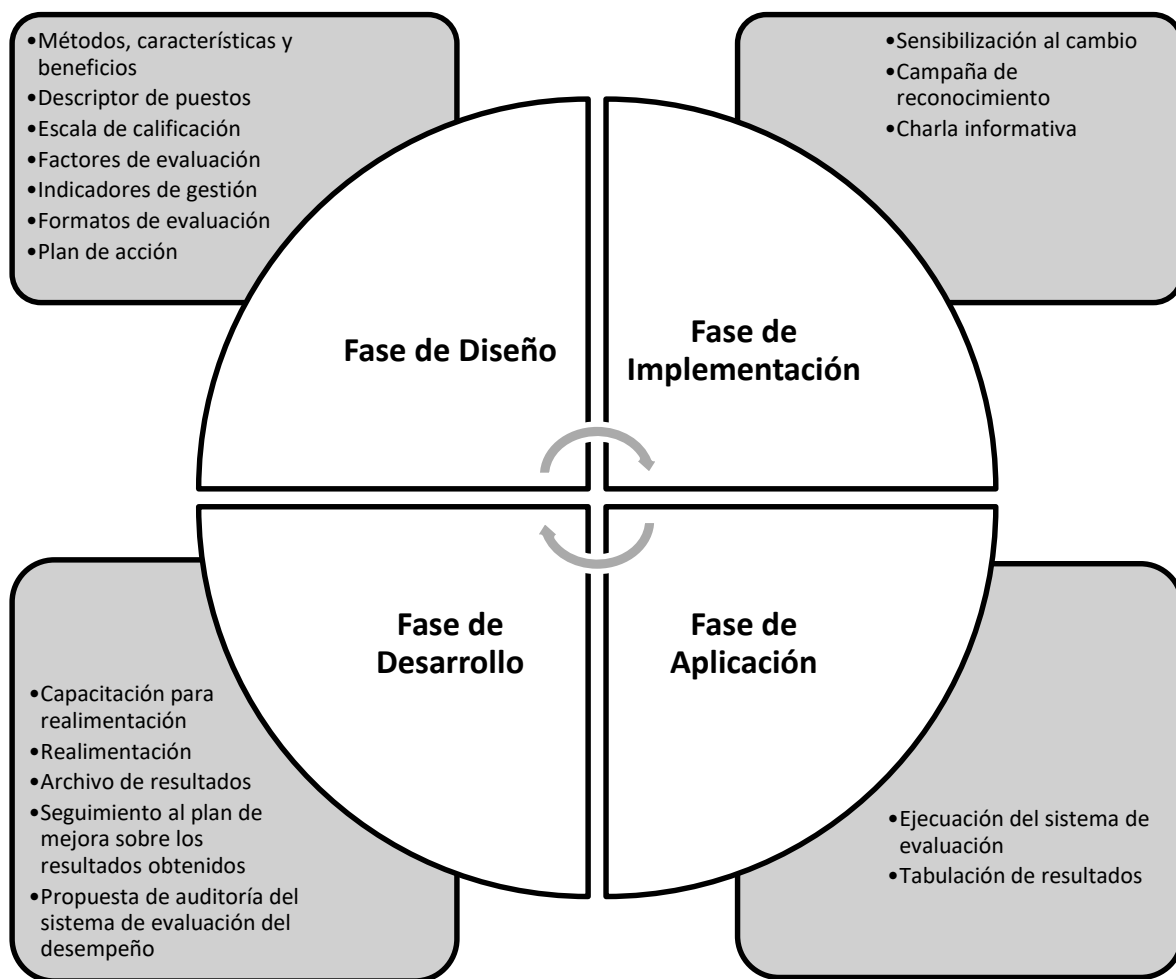 •Métodos, características y
beneficios
•Descriptor de puestos
•Escala de calificación
•Factores de evaluación
•Indicadores de gestión
•Formatos de evaluación
•Plan de acción
•Sensibilización al cambio
•Campaña de
reconocimiento
•Charla informativa
Fase de Diseño
Fase de
Implementación
Fase de
Desarrollo
Fase de
Aplicación
•Capacitación para
realimentación
•Realimentación
•Archivo de resultados
•Seguimiento al plan de
mejora sobre los
resultados obtenidos
•Propuesta de auditoría del
sistema de evaluación del
desempeño
•Ejecuación del sistema de
evaluación
•Tabulación de resultados